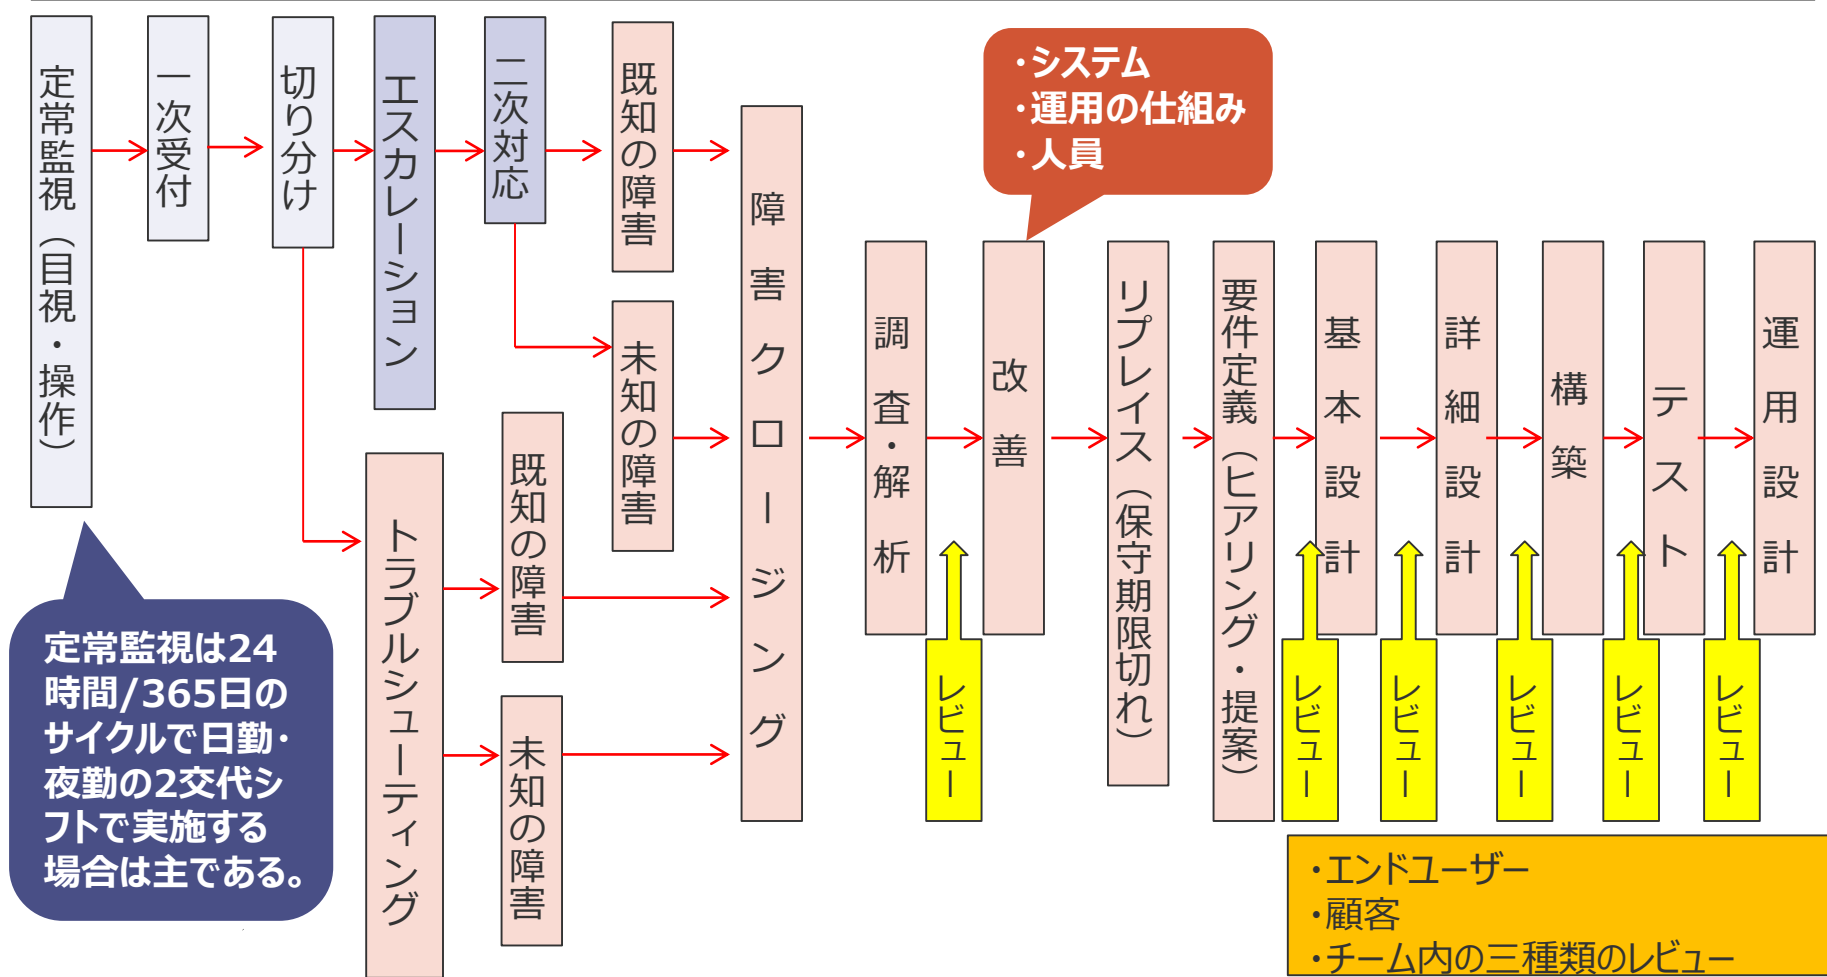 定常監視（目視・操作）
一次受付
切り分け
エスカレーション
二次対応
既知の障害
未知の障害
トラブルシューティング
既知の障害
未知の障害
障害クロージング
・システム
・運用の仕組み
・人員
調査・解析
改善
リプレイス（保守期限切れ）
要件定義（ヒアリング・提案）
基本設計
詳細設計
構築
テスト
運用設計
レビュー
レビュー
レビュー
レビュー
レビュー
レビュー
定常監視は24
時間/365日の
サイクルで日勤・
夜勤の2交代シ
フトで実施する
場合は主である。
・エンドユーザー
・顧客
・チーム内の三種類のレビュー